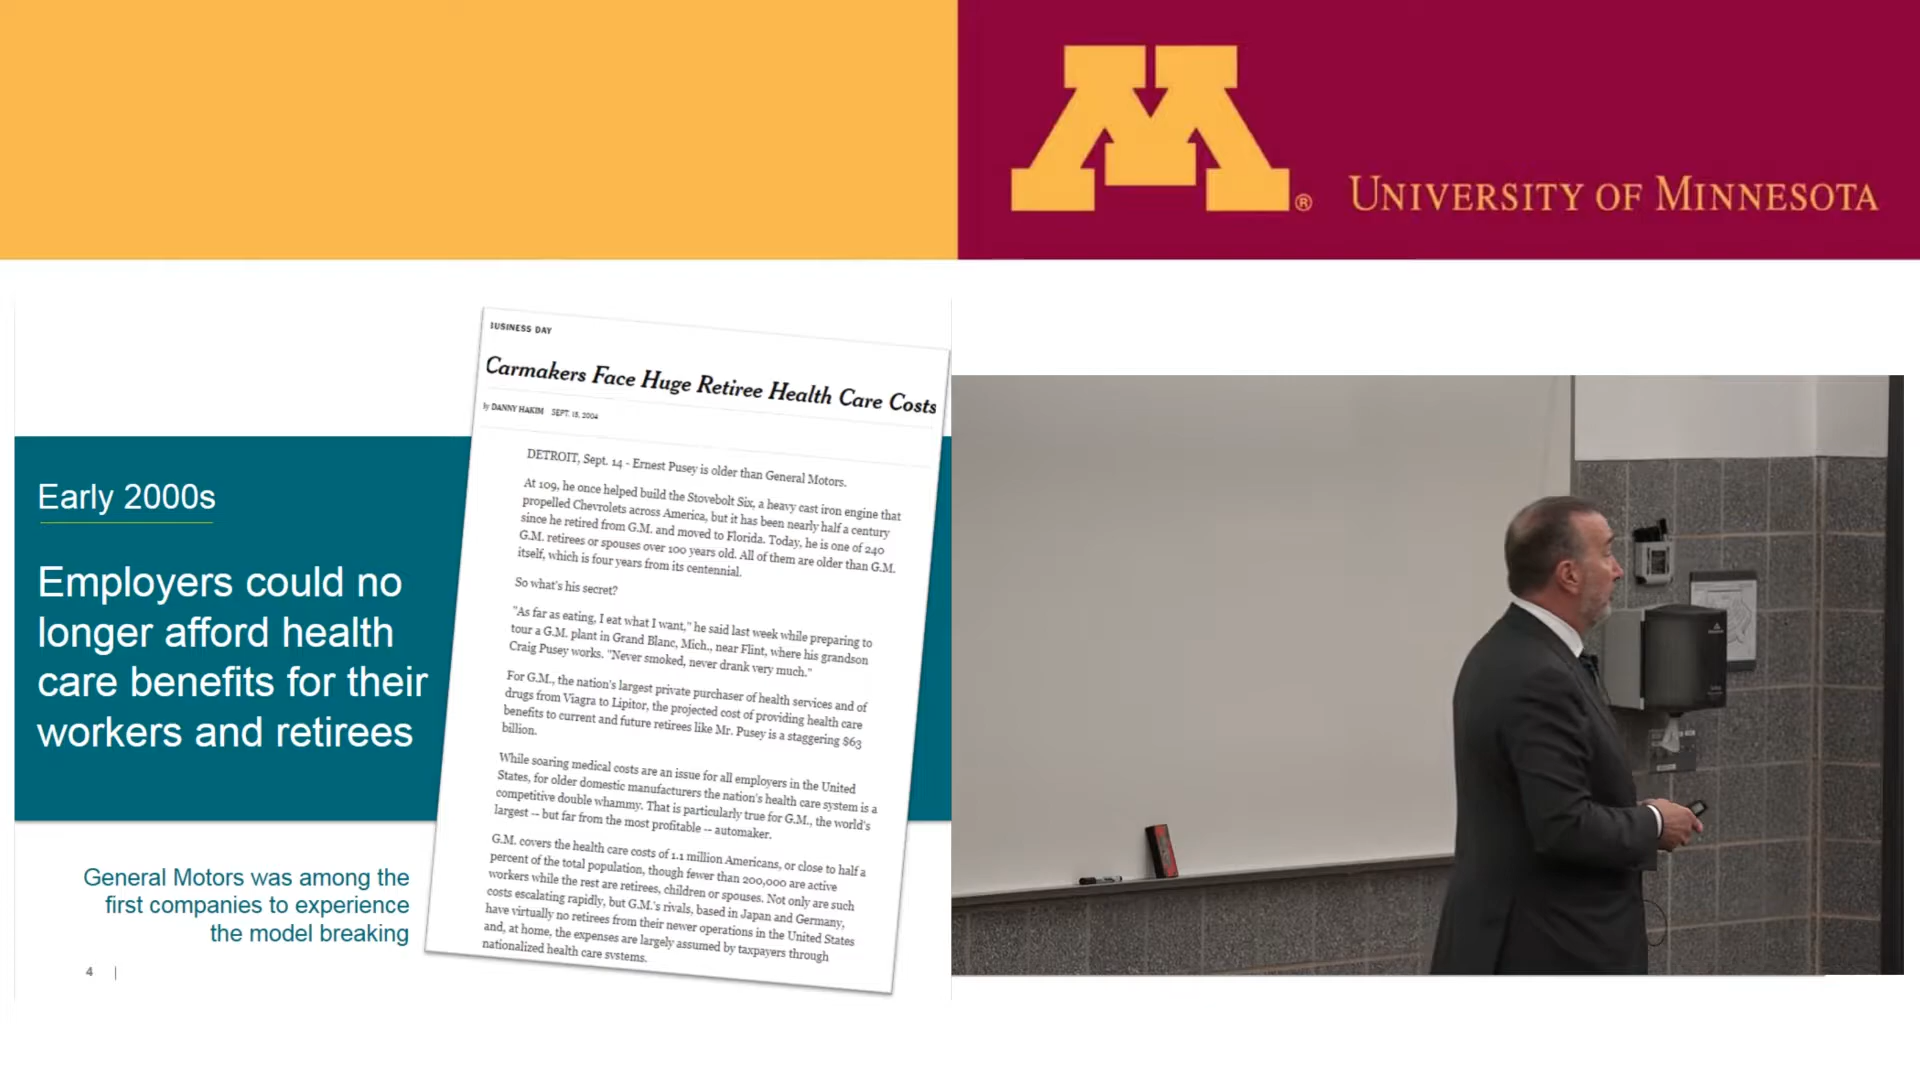 UNIVERSITY OF MINNESOTA
®
Early 2000s
Employers could no
longer afford health
care benefits for their
workers and retirees
General Motors was among the
first companies to experience
the model breaking
4
BUSINESS DAY
Carmakers Face Huge Retiree Health Care Costs
by DANNY HAKIM SEPT. 15, 2004
DETROIT, Sept. 14 - Ernest Pusey is older than General Motors.
At 109, he once helped build the Stovebolt Six, a heavy cast iron engine that
propelled Chevrolets across America, but it has been nearly half a century
since he retired from G.M. and moved to Florida. Today, he is one of 240
G.M. retirees or spouses over 100 years old. All of them are older than G.M.
itself, which is four years from its centennial.
So what's his secret?
"As far as eating, I eat what I want," he said last week while preparing to
tour a G.M. plant in Grand Blanc, Mich., near Flint, where his grandson
Craig Pusey works. "Never smoked, never drank very much."
For G.M., the nation's largest private purchaser of health services and of
drugs from Viagra to Lipitor, the projected cost of providing health care
benefits to current and future retirees like Mr. Pusey is a staggering $63
billion.
While soaring medical costs are an issue for all employers in the United
States, for older domestic manufacturers the nation's health care system is a
competitive double whammy. That is particularly true for G.M., the world's
largest -- but far from the most profitable -- automaker.
G.M. covers the health care costs of 1.1 million Americans, or close to half a
percent of the total population, though fewer than 200,000 are active
workers while the rest are retirees, children or spouses. Not only are such
costs escalating rapidly, but G.M.'s rivals, based in Japan and Germany,
have virtually no retirees from their newer operations in the United States
and, at home, the expenses are largely assumed by taxpayers through
nationalized health care systems.